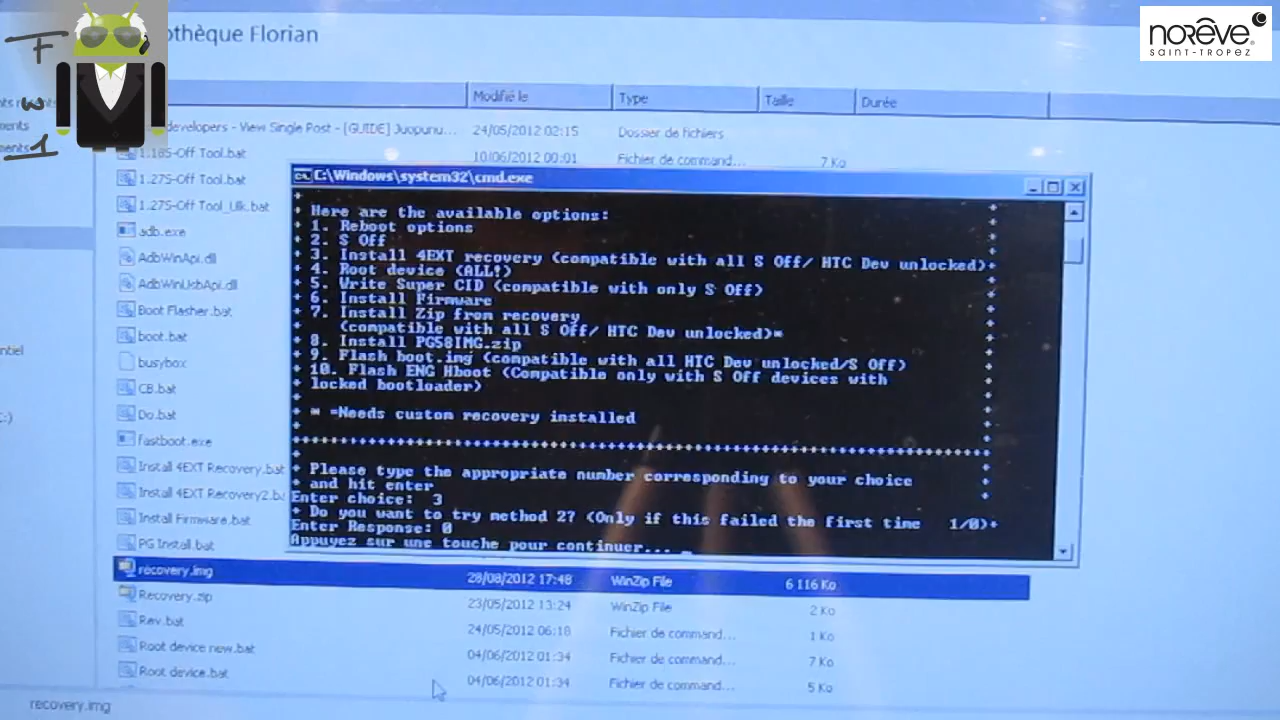 othèque Florian
norêve
SAINT-TROPEZ
F
W
1
Modifié le Type Taille Durée
developers - View Single Post - [GUIDE] Juopunu... 24/05/2012 02:15 Dossier de fichiers
1.18S-Off Tool.bat 10/06/2012 00:01 Fichier de command... 7 Ko
1.27S-Off Tool.bat
1.27S-Off Tool_Ulk.bat
adb.exe
AdbWinApi.dll
AdbWinUsbApi.dll
Boot Flasher.bat
boot.bat
busybox
CB.bat
Do.bat
fastboot.exe
Install 4EXT Recovery.bat
Install 4EXT Recovery2.ba
Install Firmware.bat
PG Install.bat
C:\Windows\system32\cmd.exe
* Here are the available options:
* 1. Reboot options
* 2. S Off
* 3. Install 4EXT recovery (compatible with all S Off/ HTC Dev unlocked)*
* 4. Root device (ALL!)
* 5. Write Super CID (compatible with only S Off)
* 6. Install Firmware
* 7. Install Zip from recovery
* (compatible with all S Off/ HTC Dev unlocked)*
* 8. Install PG58IMG.zip
* 9. Flash boot.img (compatible with all HTC Dev unlocked/S Off)
* 10. Flash ENG Hboot (Compatible only with S Off devices with
* locked bootloader)
* * =Needs custom recovery installed
* Please type the appropriate number corresponding to your choice
* and hit enter
Enter choice: 3
* Do you want to try method 2? (Only if this failed the first time 1/0)*
Enter Response: 0
Appuyez sur une touche pour continuer... _
recovery.img 28/08/2012 17:48 WinZip File 6 116 Ko
Recovery.zip 23/05/2012 13:24 WinZip File 2 Ko
Rev.bat 24/05/2012 06:18 Fichier de command... 1 Ko
Root device new.bat 04/06/2012 01:34 Fichier de command... 7 Ko
Root device.bat 04/06/2012 01:34 Fichier de command... 5 Ko
recovery.img